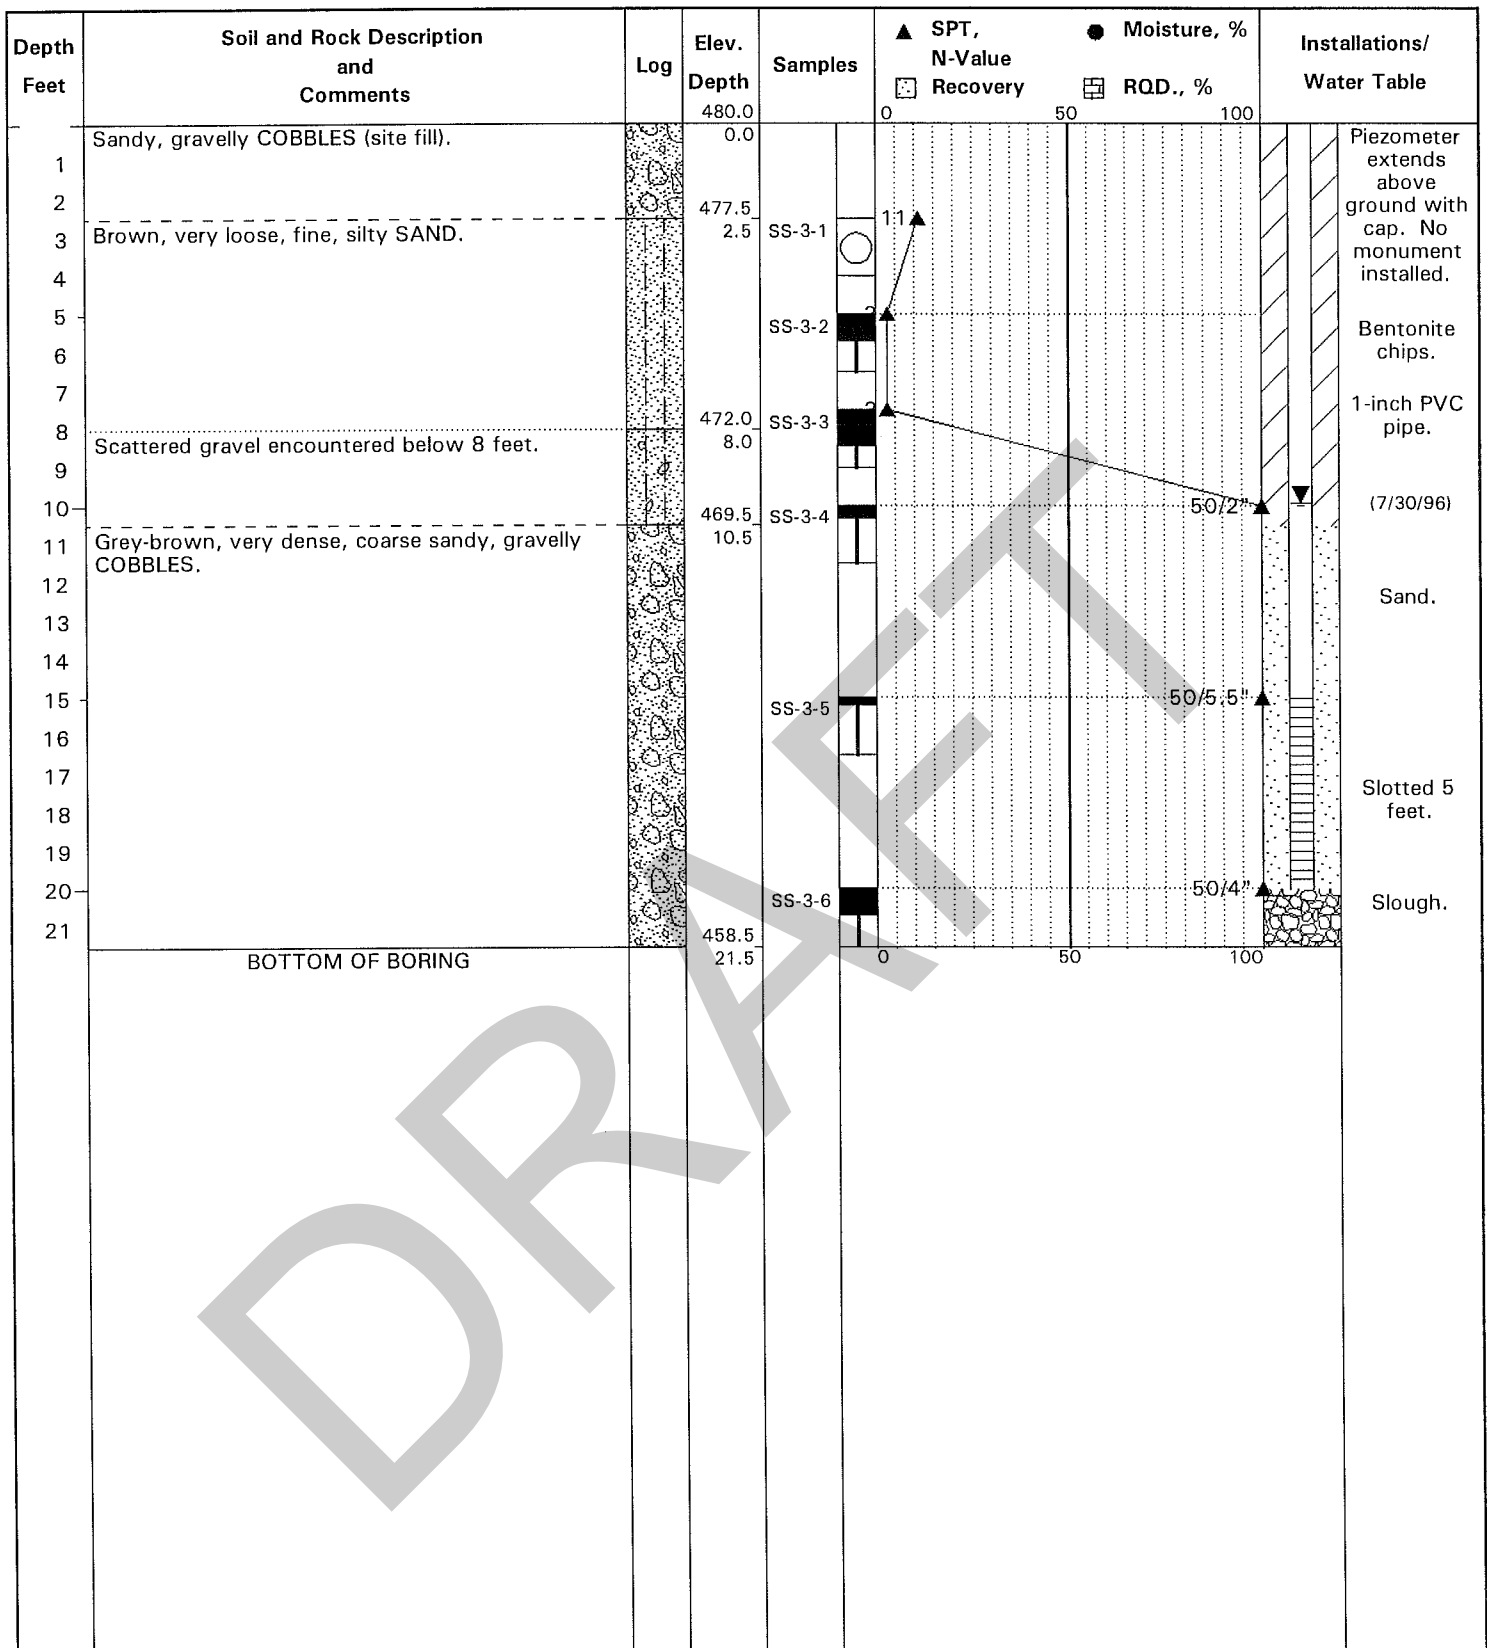 Depth
Feet
Soil and Rock Description
and
Comments
Log
Elev.
Depth
480.0
0.0
Samples
▲ SPT,
N-Value
● Moisture, %
Recovery
RQD., %
0 50 100
Installations/
Water Table
1
2
3
4
5
6
7
8
9
10
11
12
13
14
15
16
17
18
19
20
21
Sandy, gravelly COBBLES (site fill).
Brown, very loose, fine, silty SAND.
Scattered gravel encountered below 8 feet.
Grey-brown, very dense, coarse sandy, gravelly
COBBLES.
BOTTOM OF BORING
477.5
2.5
472.0
8.0
469.5
10.5
458.5
21.5
SS-3-1
SS-3-2
SS-3-3
SS-3-4
SS-3-5
SS-3-6
11
50/2"
50/5.5"
50/4"
0 50 100
Piezometer
extends
above
ground with
cap. No
monument
installed.
Bentonite
chips.
1-inch PVC
pipe.
(7/30/96)
Sand.
Slotted 5
feet.
Slough.
DRAFT